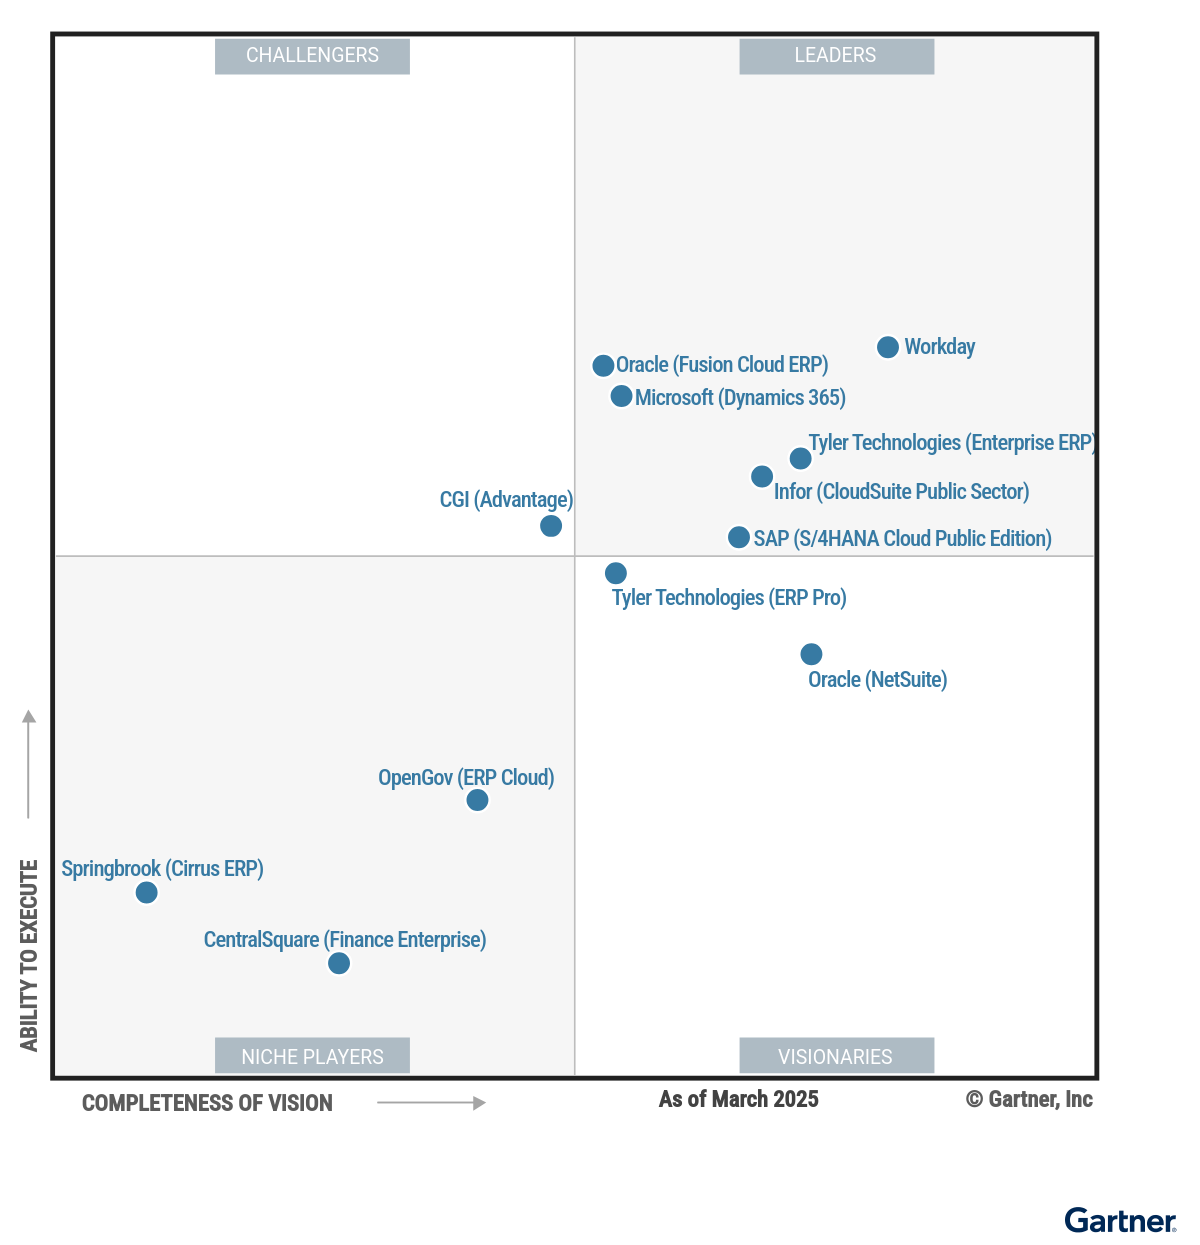 CHALLENGERS
LEADERS
Workday
Oracle (Fusion Cloud ERP)
Microsoft (Dynamics 365)
Tyler Technologies (Enterprise ERP)
Infor (CloudSuite Public Sector)
CGI (Advantage)
SAP (S/4HANA Cloud Public Edition)
Tyler Technologies (ERP Pro)
Oracle (NetSuite)
OpenGov (ERP Cloud)
Springbrook (Cirrus ERP)
CentralSquare (Finance Enterprise)
NICHE PLAYERS
VISIONARIES
ABILITY TO EXECUTE
COMPLETENESS OF VISION
As of March 2025
© Gartner, Inc
Gartner®